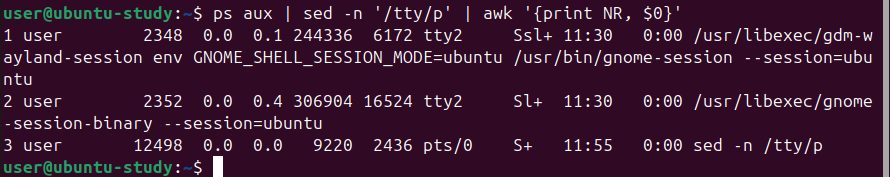 user@ubuntu-study:~$ ps aux | sed -n '/tty/p' | awk '{print NR, $0}'
1 user        2348  0.0  0.1 244336  6172 tty2     Ssl+ 11:30   0:00 /usr/libexec/gdm-w
ayland-session env GNOME_SHELL_SESSION_MODE=ubuntu /usr/bin/gnome-session --session=ubu
ntu
2 user        2352  0.0  0.4 306904 16524 tty2     Sl+  11:30   0:00 /usr/libexec/gnome
-session-binary --session=ubuntu
3 user       12498  0.0  0.0   9220  2436 pts/0    S+   11:55   0:00 sed -n /tty/p
user@ubuntu-study:~$